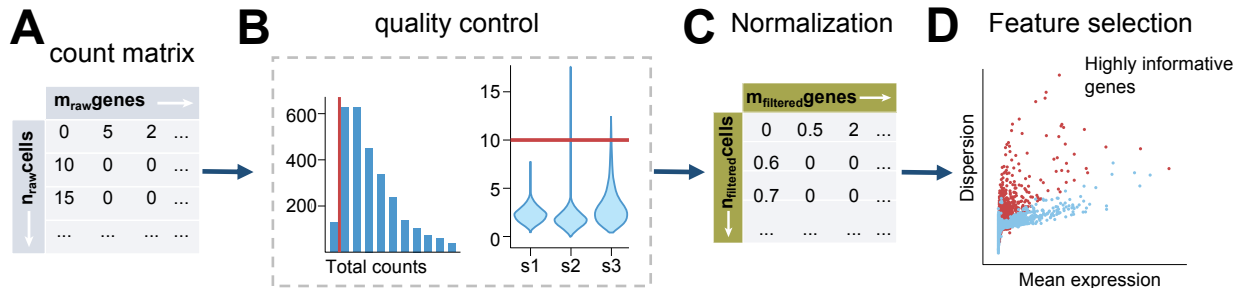 A
count matrix
m_raw genes
n_raw cells
0 5 2 ...
10 0 0 ...
15 0 0 ...
... ... ... ...
B
quality control
600
400
200
Total counts
15
10
5
0
s1 s2 s3
C
Normalization
m_filtered genes
n_filtered cells
0 0.5 2 ...
0.6 0 0 ...
0.7 0 0 ...
... ... ... ...
D
Feature selection
Highly informative
genes
Dispersion
Mean expression